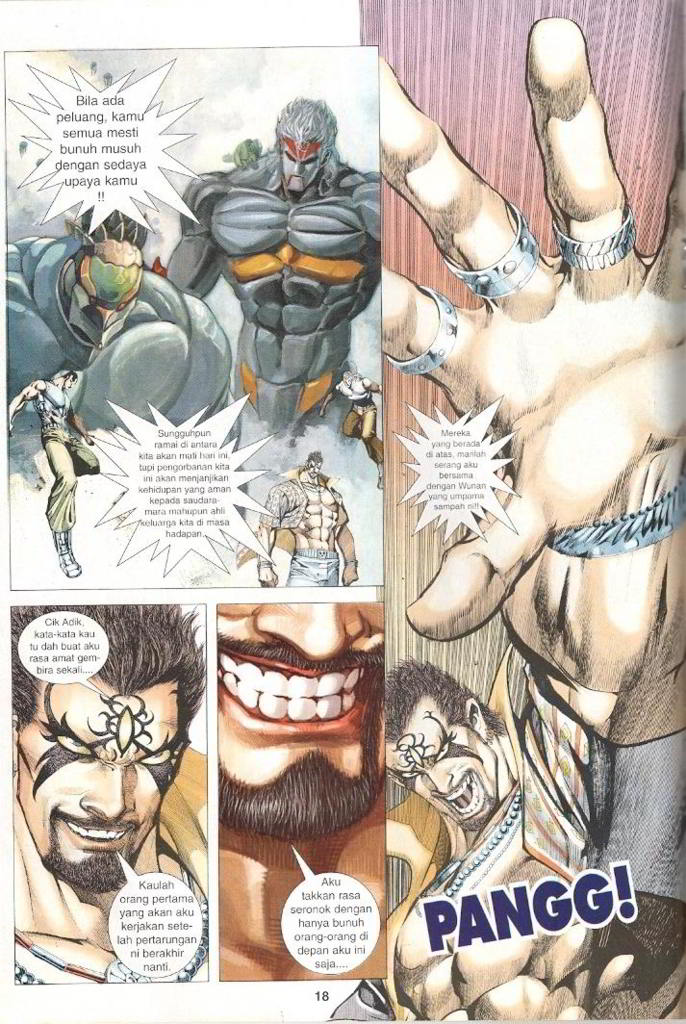 Bila ada
peluang, kamu
semua mesti
bunuh musuh
dengan sedaya
upaya kamu
!!
Sungguhpun
ramai di antara
kita akan mati hari ini,
tupi pengorbanan kita
ini akan menjanjikan
kehidupan yang aman
kepada saudara-
mara mahupun ahli
keluarga kita di masa
hadapan..
Mereka
yang berada
di atas, marilah
serang aku
bersama
dengan Wunan
yang umpama
sampah ni!!
Cik Adik,
kata-kata kau
tu dah buat aku
rasa amat gem-
bira sekali....
Kaulah
orang pertama
yang akan aku
kerjakan sete-
lah pertarungan
ni berakhir
nanti.
Aku
takkan rasa
seronok dengan
hanya bunuh
orang-orang di
depan aku ini
saja....
PANGG!
18